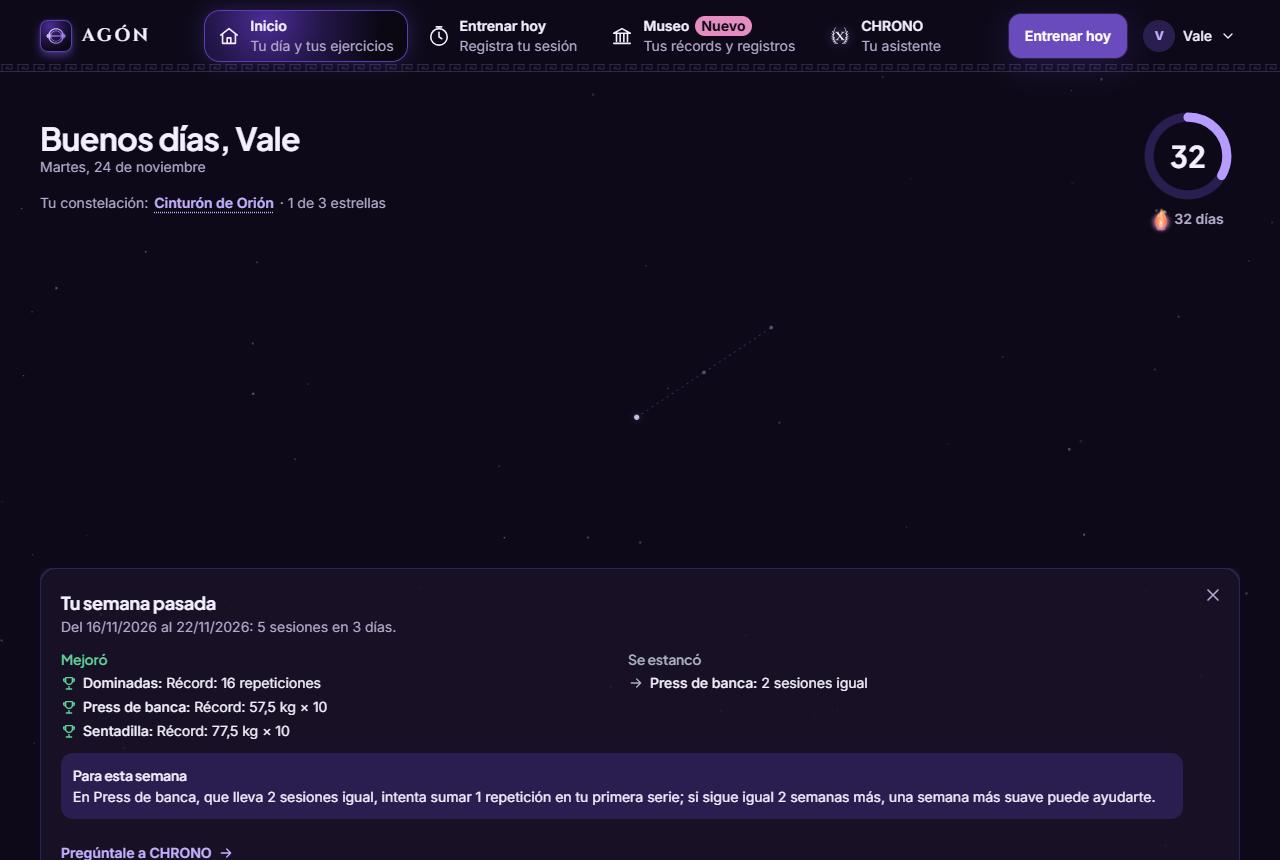 AGÓN
Inicio
Tu día y tus ejercicios
Entrenar hoy
Registra tu sesión
Museo Nuevo
Tus récords y registros
CHRONO
Tu asistente
Entrenar hoy
V Vale
Buenos días, Vale
Martes, 24 de noviembre
Tu constelación: Cinturón de Orión · 1 de 3 estrellas
32
32 días
Tu semana pasada
Del 16/11/2026 al 22/11/2026: 5 sesiones en 3 días.
Mejoró
Dominadas: Récord: 16 repeticiones
Press de banca: Récord: 57,5 kg × 10
Sentadilla: Récord: 77,5 kg × 10
Se estancó
→ Press de banca: 2 sesiones igual
Para esta semana
En Press de banca, que lleva 2 sesiones igual, intenta sumar 1 repetición en tu primera serie; si sigue igual 2 semanas más, una semana más suave puede ayudarte.
Pregúntale a CHRONO →